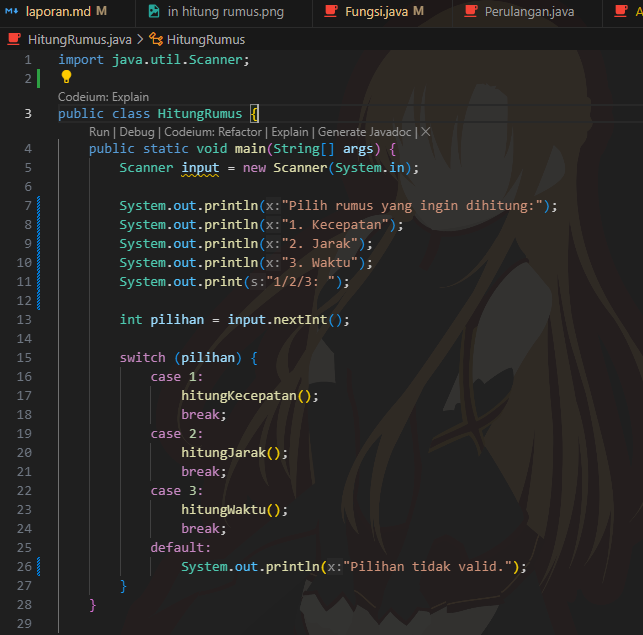 laporan.md M in hitung rumus.png Fungsi.java M Perulangan.java
HitungRumus.java > HitungRumus
1 import java.util.Scanner;
2
Codeium: Explain
3 public class HitungRumus {
Run | Debug | Codeium: Refactor | Explain | Generate Javadoc | X
4 public static void main(String[] args) {
5 Scanner input = new Scanner(System.in);
6
7 System.out.println(x:"Pilih rumus yang ingin dihitung:");
8 System.out.println(x:"1. Kecepatan");
9 System.out.println(x:"2. Jarak");
10 System.out.println(x:"3. Waktu");
11 System.out.print(s:"1/2/3: ");
12
13 int pilihan = input.nextInt();
14
15 switch (pilihan) {
16 case 1:
17 hitungKecepatan();
18 break;
19 case 2:
20 hitungJarak();
21 break;
22 case 3:
23 hitungWaktu();
24 break;
25 default:
26 System.out.println(x:"Pilihan tidak valid.");
27 }
28 }
29